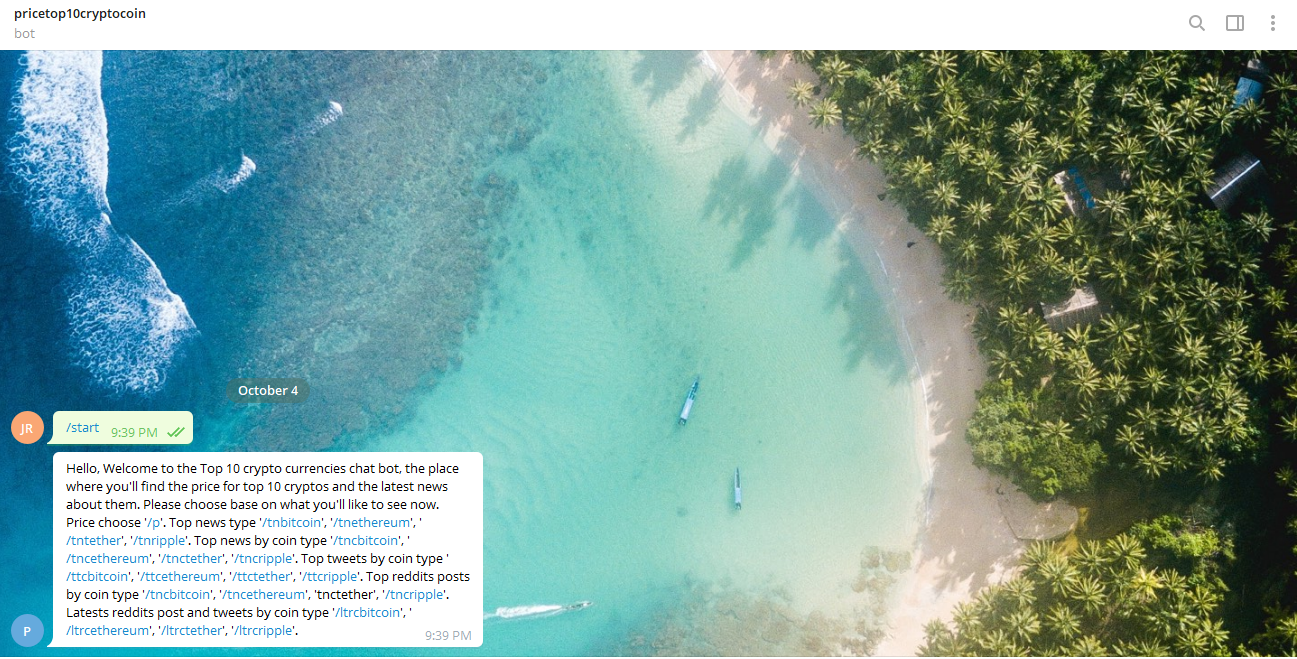 pricetop10cryptocoin
bot
October 4
JR
/start 9:39 PM
Hello, Welcome to the Top 10 crypto currencies chat bot, the place
where you'll find the price for top 10 cryptos and the latest news
about them. Please choose base on what you'll like to see now.
Price choose '/p'. Top news type '/tnbitcoin', '/tnethereum', '
/tntether', '/tnripple'. Top news by coin type '/tncbitcoin', '
/tncethereum', '/tnctether', '/tncripple'. Top tweets by coin type '
/ttcbitcoin', '/ttcethereum', '/ttctether', '/ttcripple'. Top reddits posts
by coin type '/tncbitcoin', '/tncethereum', 'tnctether', '/tncripple'.
Latests reddits post and tweets by coin type '/ltrcbitcoin', '
/ltrcethereum', '/ltrctether', '/ltrcripple'.
P
9:39 PM